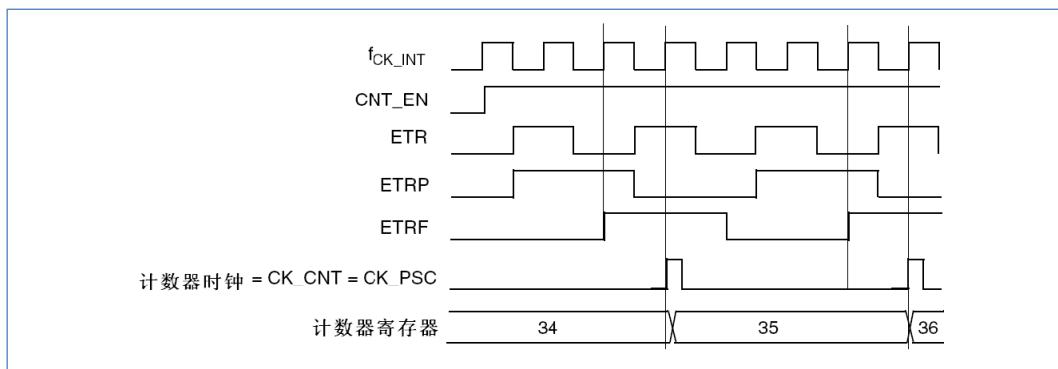 fCK_INT
CNT_EN
ETR
ETRP
ETRF
计数器时钟 = CK_CNT = CK_PSC
计数器寄存器 34 35 36